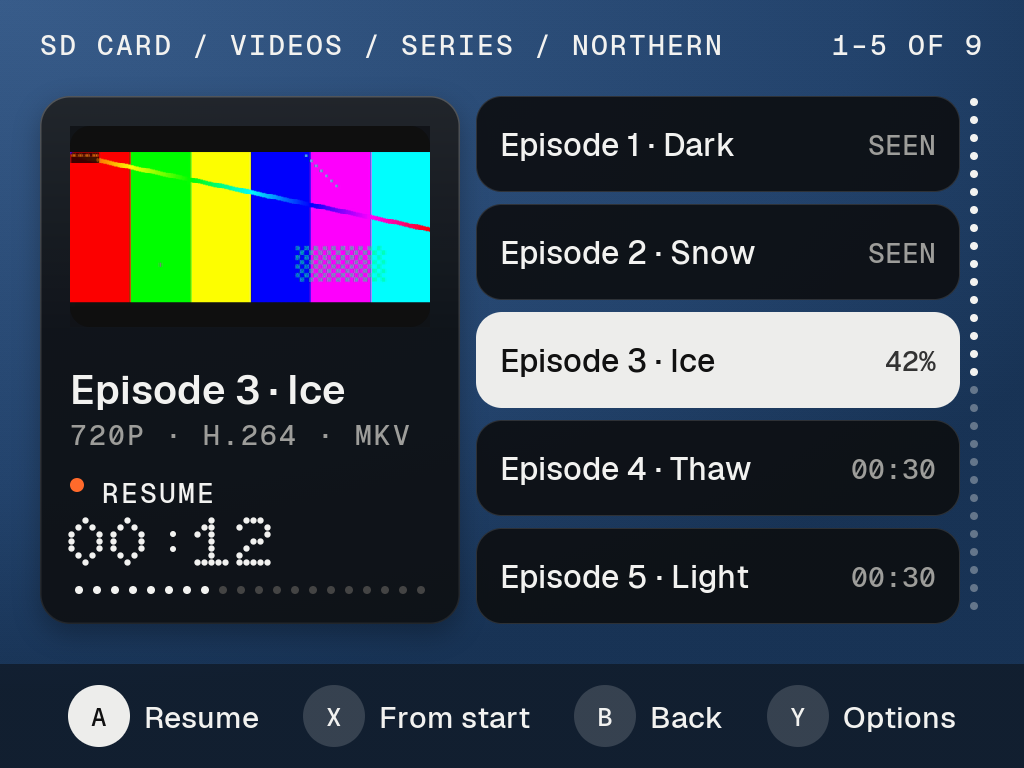 SD CARD / VIDEOS / SERIES / NORTHERN
1–5 OF 9
Episode 3 · Ice
720P · H.264 · MKV
RESUME
00:12
Episode 1 · Dark
SEEN
Episode 2 · Snow
SEEN
Episode 3 · Ice
42%
Episode 4 · Thaw
00:30
Episode 5 · Light
00:30
A Resume
X From start
B Back
Y Options